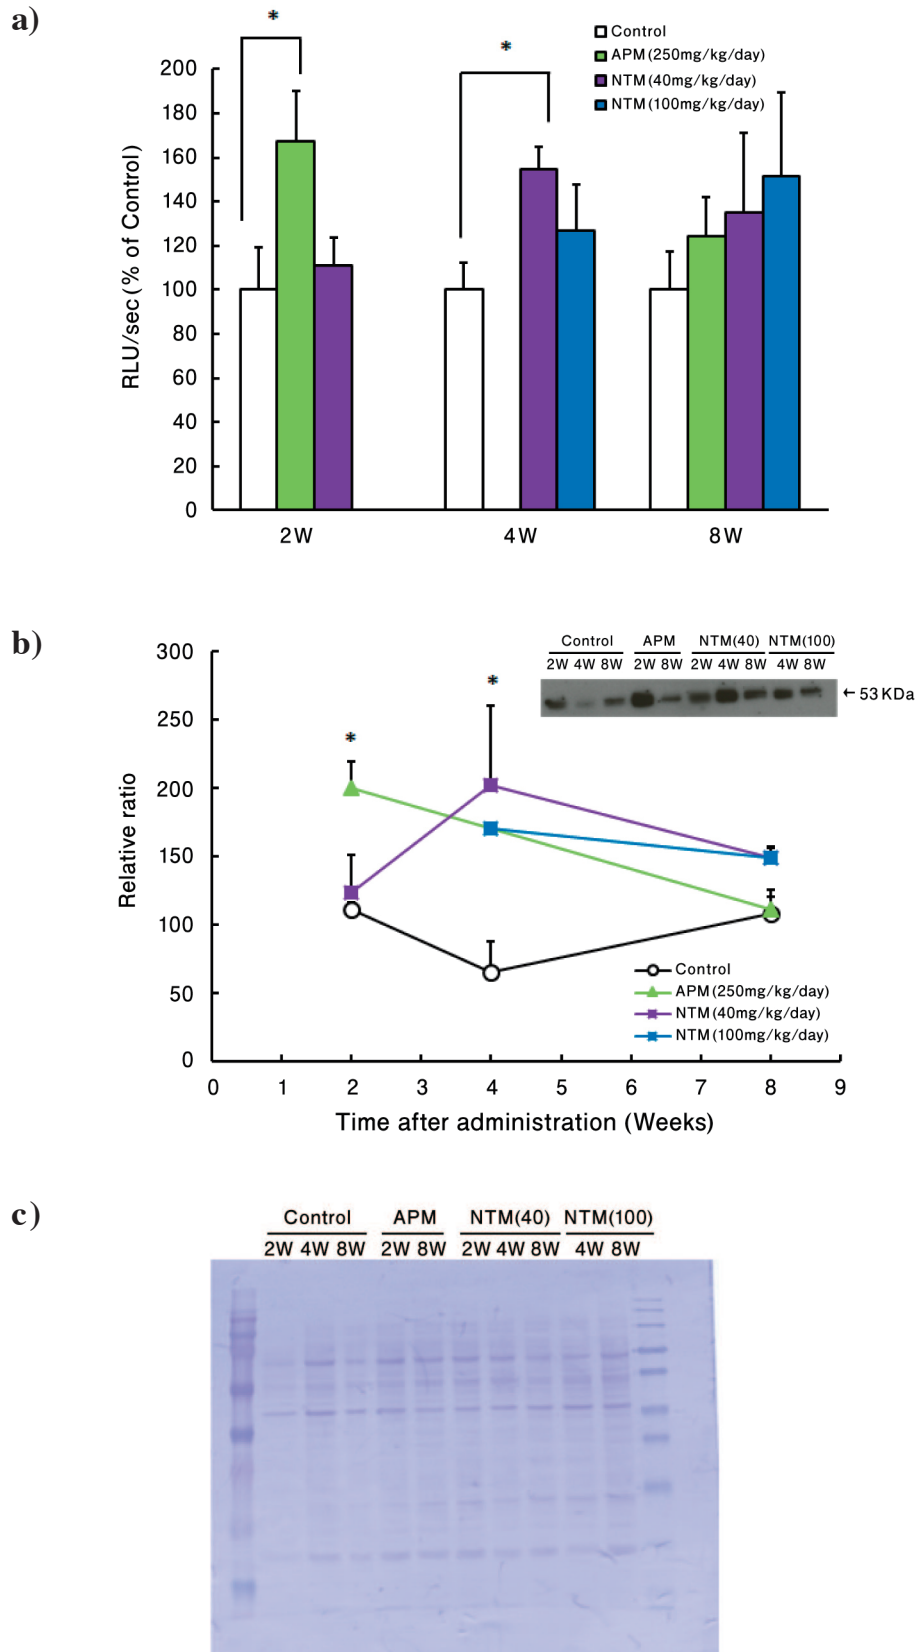 a)
*
*
Control
APM (250mg/kg/day)
NTM (40mg/kg/day)
NTM (100mg/kg/day)
RLU/sec (% of Control)
200
180
160
140
120
100
80
60
40
20
0
2W 4W 8W
b)
Control APM NTM(40) NTM(100)
2W 4W 8W 2W 8W 2W 4W 8W 4W 8W
← 53 KDa
*
*
Relative ratio
300
250
200
150
100
50
0
Control
APM (250mg/kg/day)
NTM (40mg/kg/day)
NTM (100mg/kg/day)
0 1 2 3 4 5 6 7 8 9
Time after administration (Weeks)
c)
Control APM NTM(40) NTM(100)
2W 4W 8W 2W 8W 2W 4W 8W 4W 8W